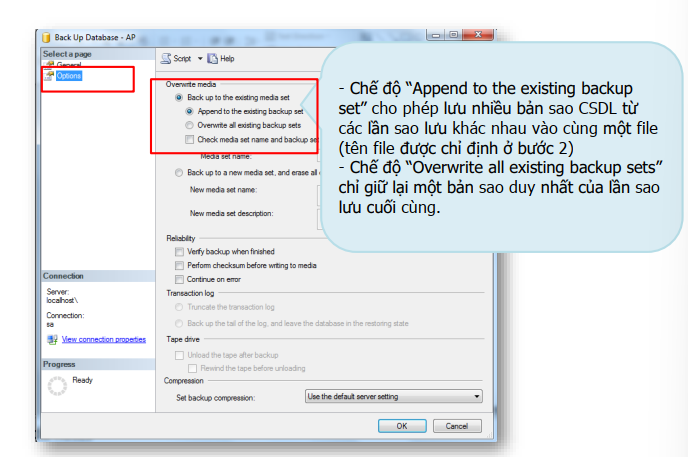 Back Up Database - AP
Select a page
General
Options
Script
Help
Overwrite media
Back up to the existing media set
Append to the existing backup set
Overwrite all existing backup sets
Check media set name and backup set
Media set name:
Back up to a new media set, and erase all
New media set name:
New media set description:
- Chế độ “Append to the existing backup
set” cho phép lưu nhiều bản sao CSDL từ
các lần sao lưu khác nhau vào cùng một file
(tên file được chỉ định ở bước 2)
- Chế độ “Overwrite all existing backup sets”
chỉ giữ lại một bản sao duy nhất của lần sao
lưu cuối cùng.
Reliability
Verify backup when finished
Perform checksum before writing to media
Continue on error
Transaction log
Truncate the transaction log
Back up the tail of the log, and leave the database in the restoring state
Tape drive
Unload the tape after backup
Rewind the tape before unloading
Compression
Set backup compression:
Use the default server setting
Connection
Server:
localhost\
Connection:
sa
View connection properties
Progress
Ready
OK
Cancel